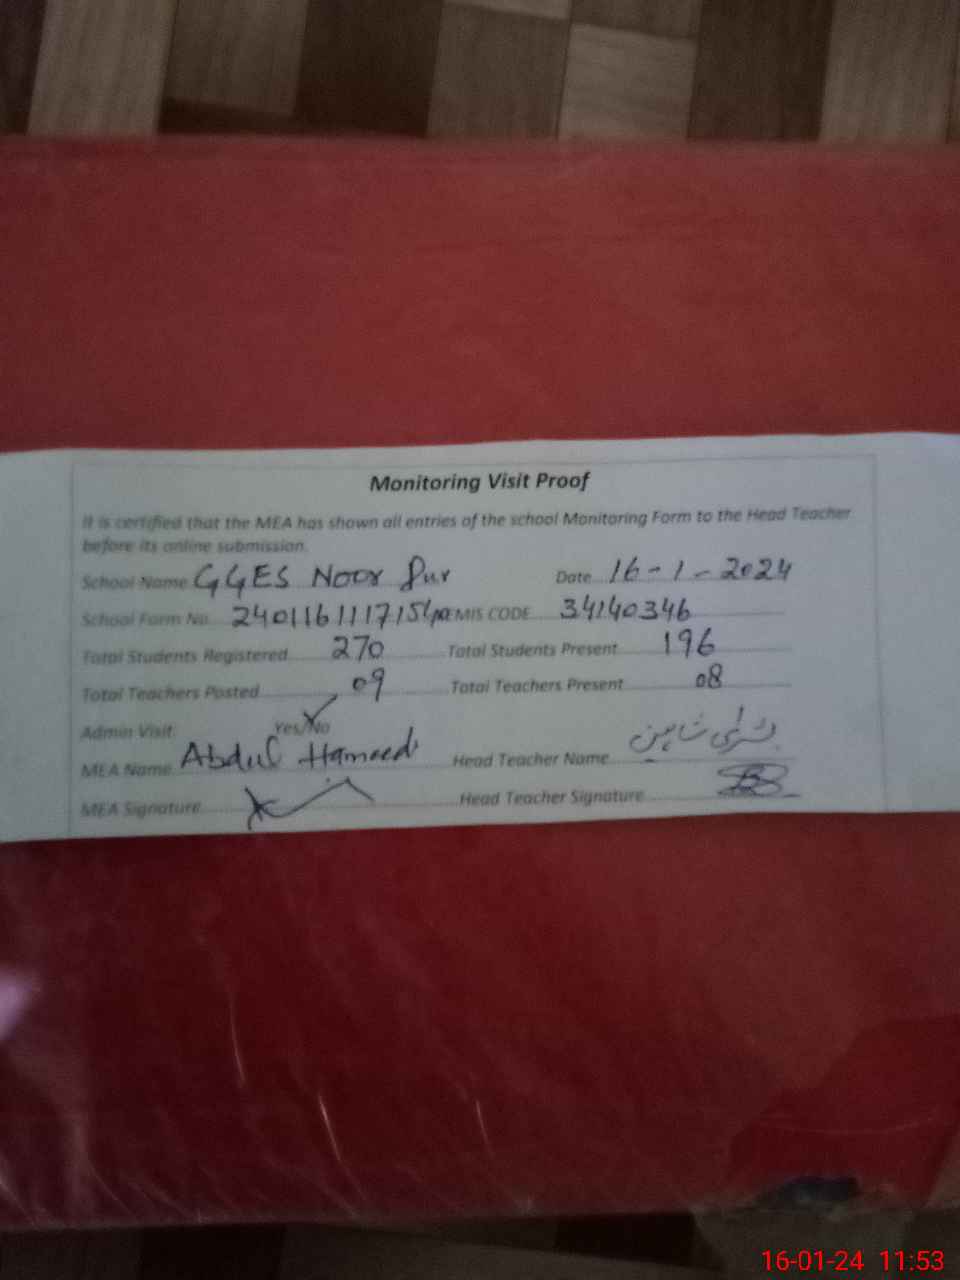 Monitoring Visit Proof
It is certified that the MEA has shown all entries of the school Monitoring Form to the Head Teacher
before its online submission.
School Name GGES Noor Pur Date 16-1-2024
School Form No. EMIS CODE 34140346
Total Students Registered 270 Total Students Present 196
Total Teachers Posted 09 Total Teachers Present 08
Admin Visit: Yes/No
MEA Name Abdul Hameed Head Teacher Name بشریٰ شاہین
MEA Signature Head Teacher Signature
16-01-24 11:53